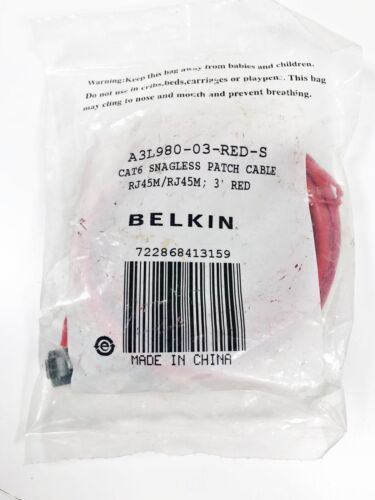 Warning:Keep this bag away from babies and children.
Do not use in cribs,beds,carriages or playpens. This bag
may cling to nose and mouth and prevent breathing.
A3L980-03-RED-S
CAT6 SNAGLESS PATCH CABLE
RJ45M/RJ45M; 3' RED
BELKIN
722868413159
MADE IN CHINA